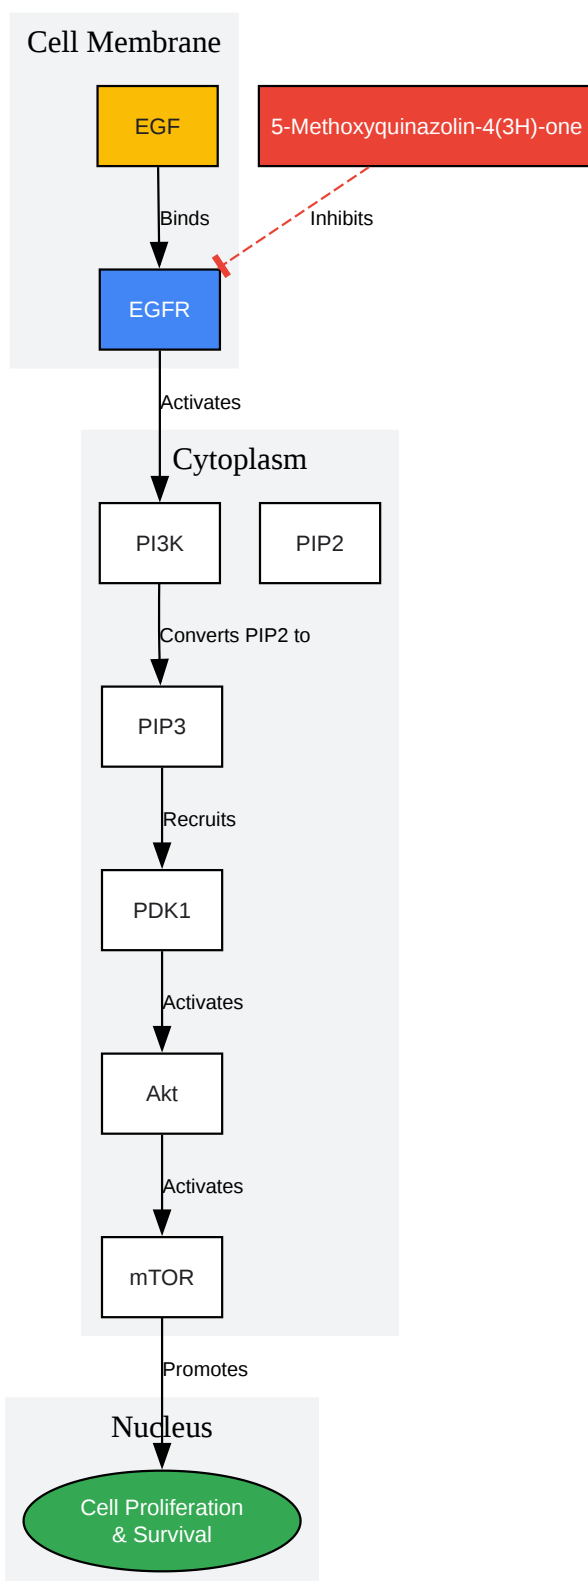 Cell Membrane
EGF
5-Methoxyquinazolin-4(3H)-one
Binds
Inhibits
EGFR
Activates
Cytoplasm
PI3K
PIP2
Converts PIP2 to
PIP3
Recruits
PDK1
Activates
Akt
Activates
mTOR
Promotes
Nucleus
Cell Proliferation
& Survival